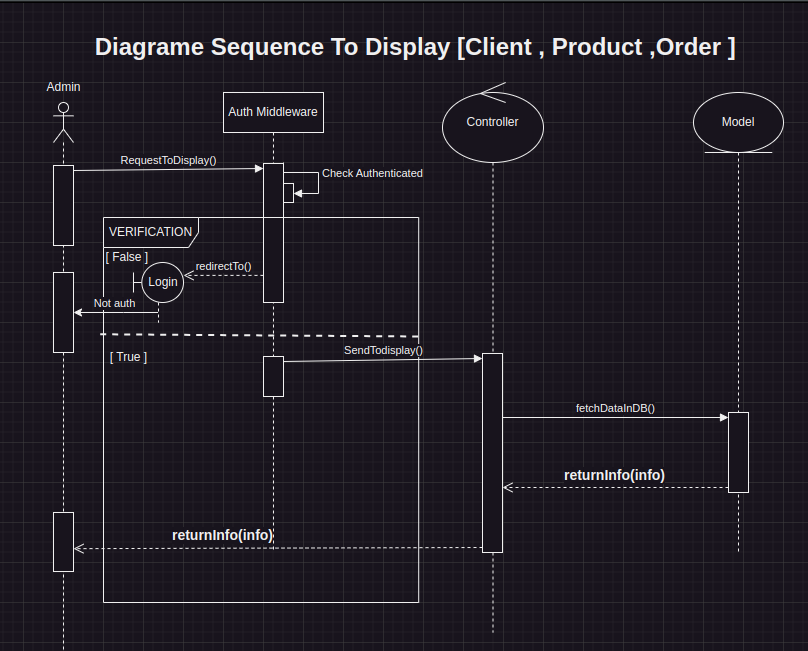 Diagrame Sequence To Display [Client , Product ,Order ]
Admin
Auth Middleware
Controller
Model
RequestToDisplay()
Check Authenticated
VERIFICATION
[ False ]
redirectTo()
Login
Not auth
[ True ]
SendTodisplay()
fetchDataInDB()
returnInfo(info)
returnInfo(info)